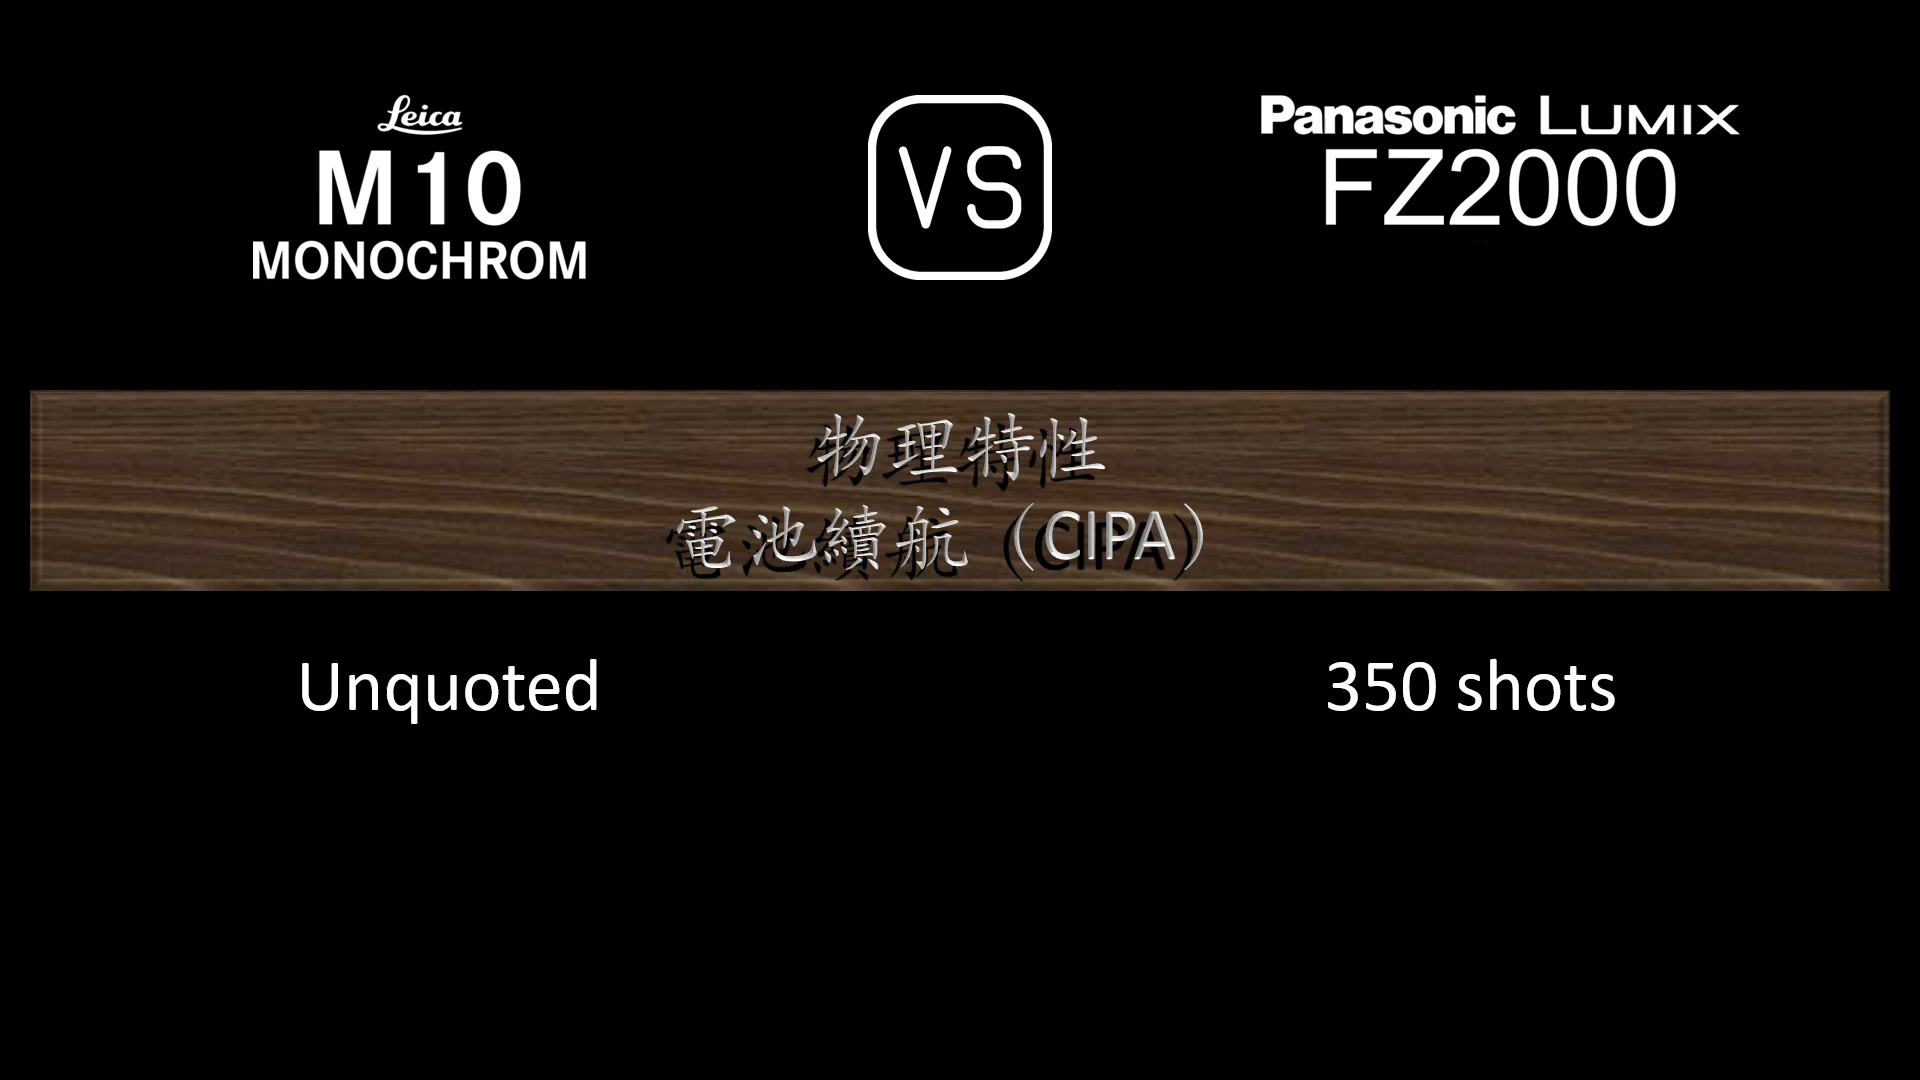 Leica
M10
MONOCHROM
VS
Panasonic LUMIX
FZ2000
物理特性
電池續航（CIPA）
Unquoted
350 shots